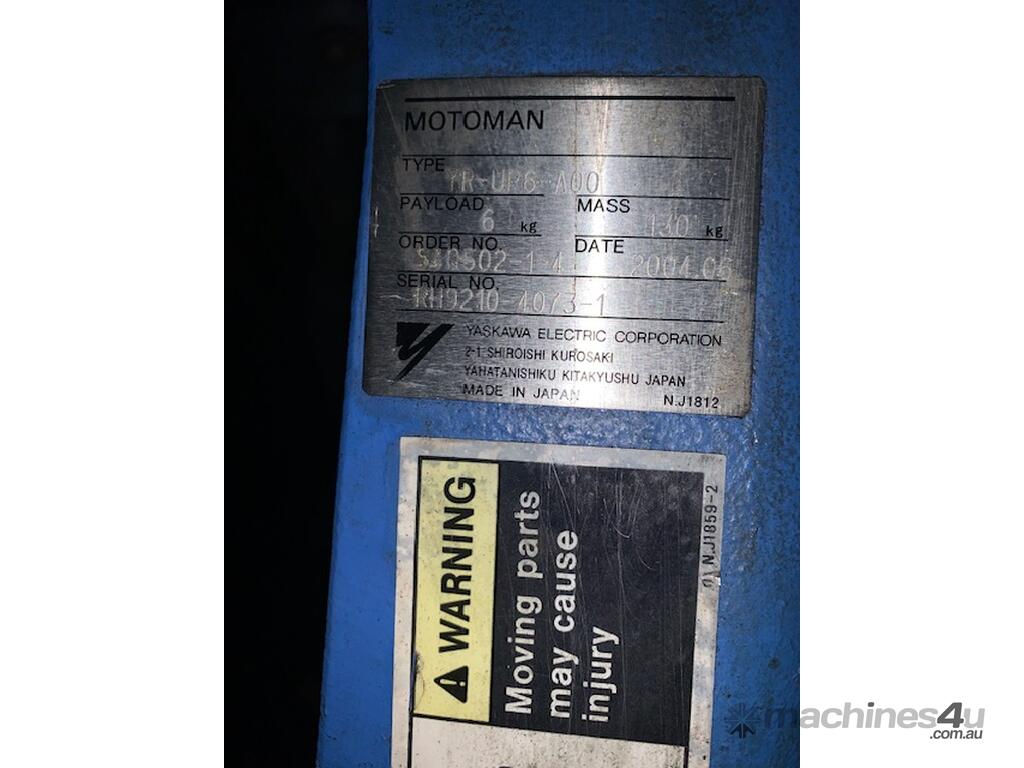 MOTOMAN
TYPE
YR-UP6-A00
PAYLOAD 6 kg MASS 130 kg
ORDER NO. DATE
2004.05
SERIAL NO.
YASKAWA ELECTRIC CORPORATION
2-1 SHIROISHI KUROSAKI
YAHATANISHIKU KITAKYUSHU JAPAN
MADE IN JAPAN N.J1812
WARNING
Moving parts
may cause
injury
NJ1859-2
machines4u
.com.au